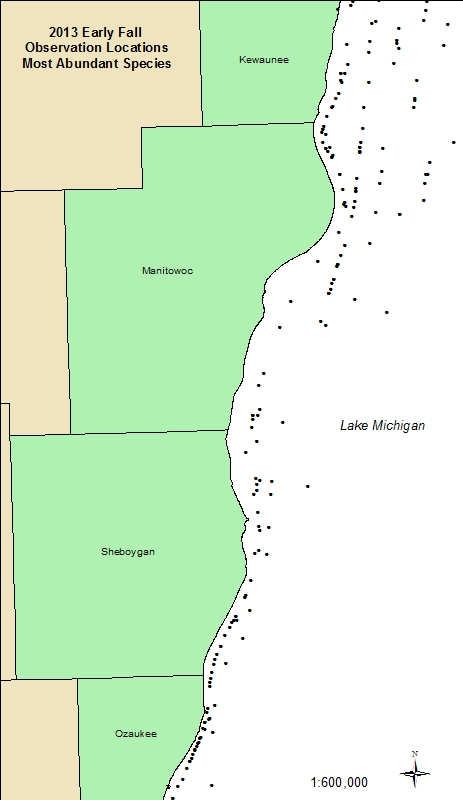 2013 Early Fall
Observation Locations
Most Abundant Species
Kewaunee
Manitowoc
Lake Michigan
Sheboygan
Ozaukee
N
1:600,000